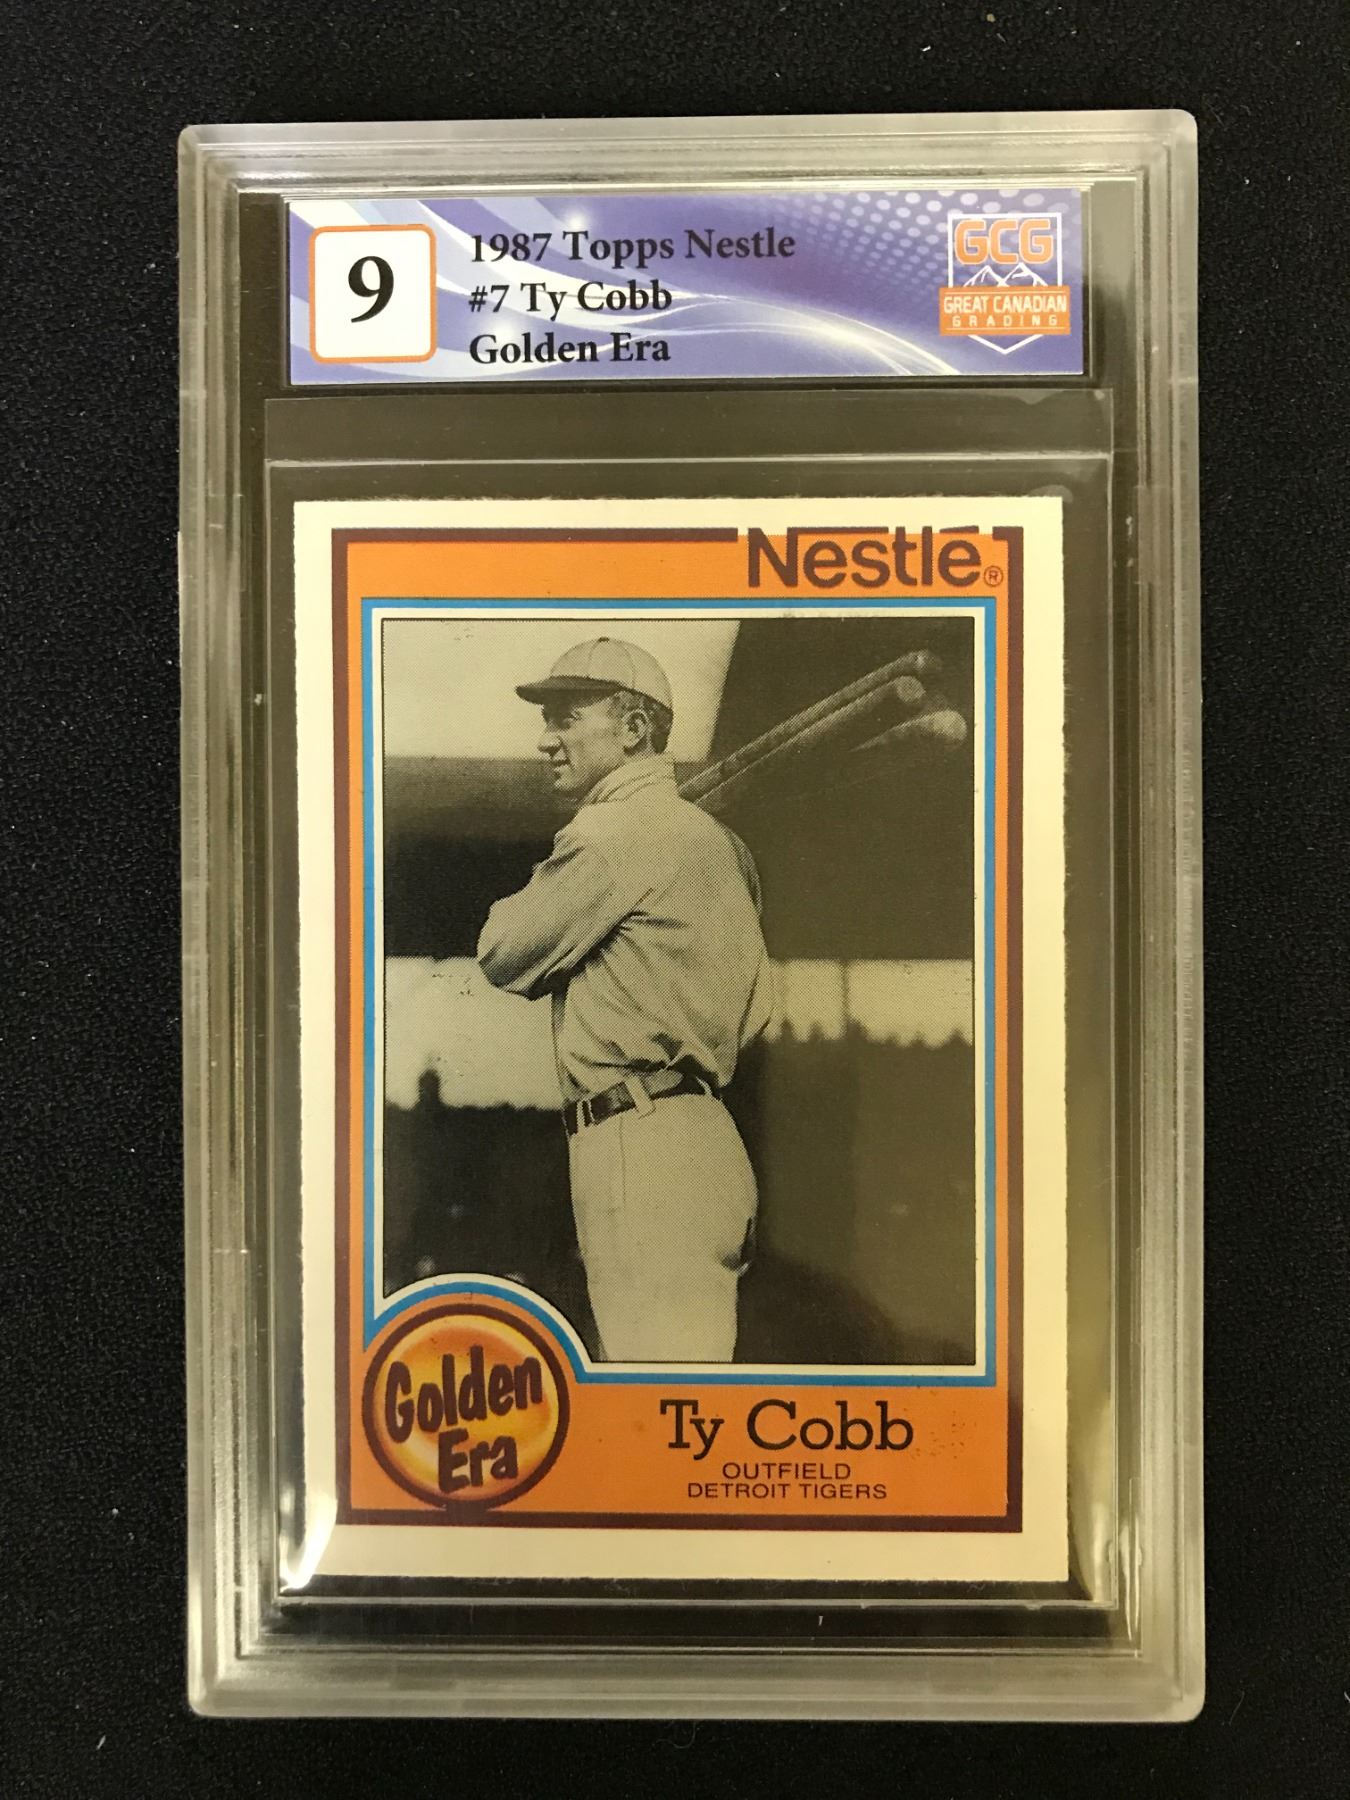 9
1987 Topps Nestle
#7 Ty Cobb
Golden Era
GCG
GREAT CANADIAN
GRADING
Nestlé®
Golden
Era
Ty Cobb
OUTFIELD
DETROIT TIGERS